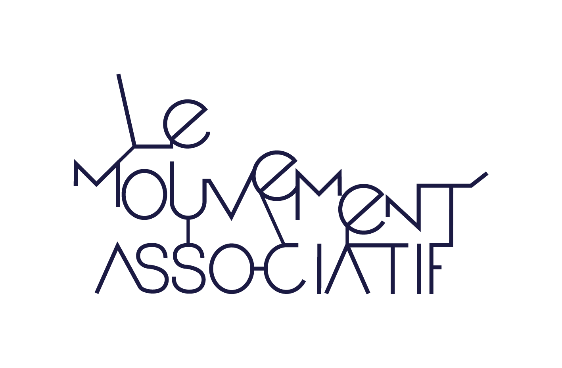 Le
Mouvement
ASSOCIATIF